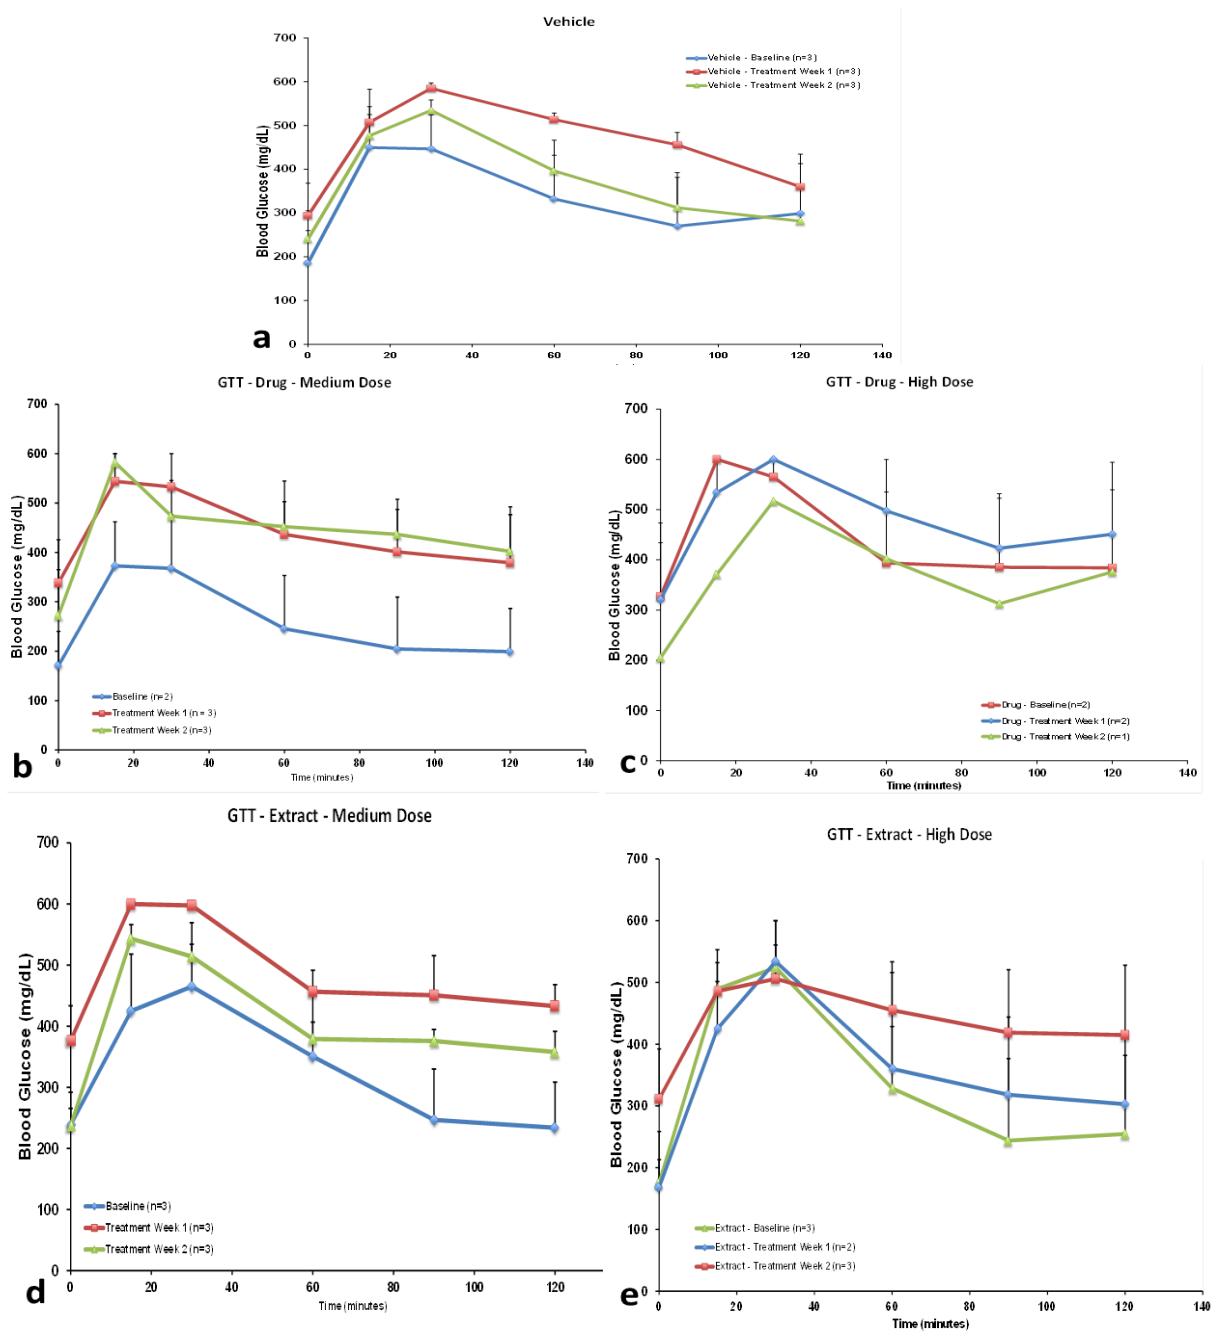 Vehicle
700
600
500
400
300
200
100
0
Blood Glucose (mg/dL)
Vehicle - Baseline (n=3)
Vehicle - Treatment Week 1 (n=3)
Vehicle - Treatment Week 2 (n=3)
0 20 40 60 80 100 120 140
a
GTT - Drug - Medium Dose
700
600
500
400
300
200
100
0
Blood Glucose (mg/dL)
Baseline (n=2)
Treatment Week 1 (n = 3)
Treatment Week 2 (n=3)
0 20 40 60 80 100 120 140
Time (minutes)
b
GTT - Drug - High Dose
700
600
500
400
300
200
100
0
Blood Glucose (mg/dL)
Drug - Baseline (n=2)
Drug - Treatment Week 1 (n=2)
Drug - Treatment Week 2 (n=1)
0 20 40 60 80 100 120 140
Time (minutes)
c
GTT - Extract - Medium Dose
700
600
500
400
300
200
100
0
Blood Glucose (mg/dL)
Baseline (n=3)
Treatment Week 1 (n=3)
Treatment Week 2 (n=3)
0 20 40 60 80 100 120
Time (minutes)
d
GTT - Extract - High Dose
700
600
500
400
300
200
100
0
Blood Glucose (mg/dL)
Extract - Baseline (n=3)
Extract - Treatment Week 1 (n=2)
Extract - Treatment Week 2 (n=3)
0 20 40 60 80 100 120 140
Time (minutes)
e